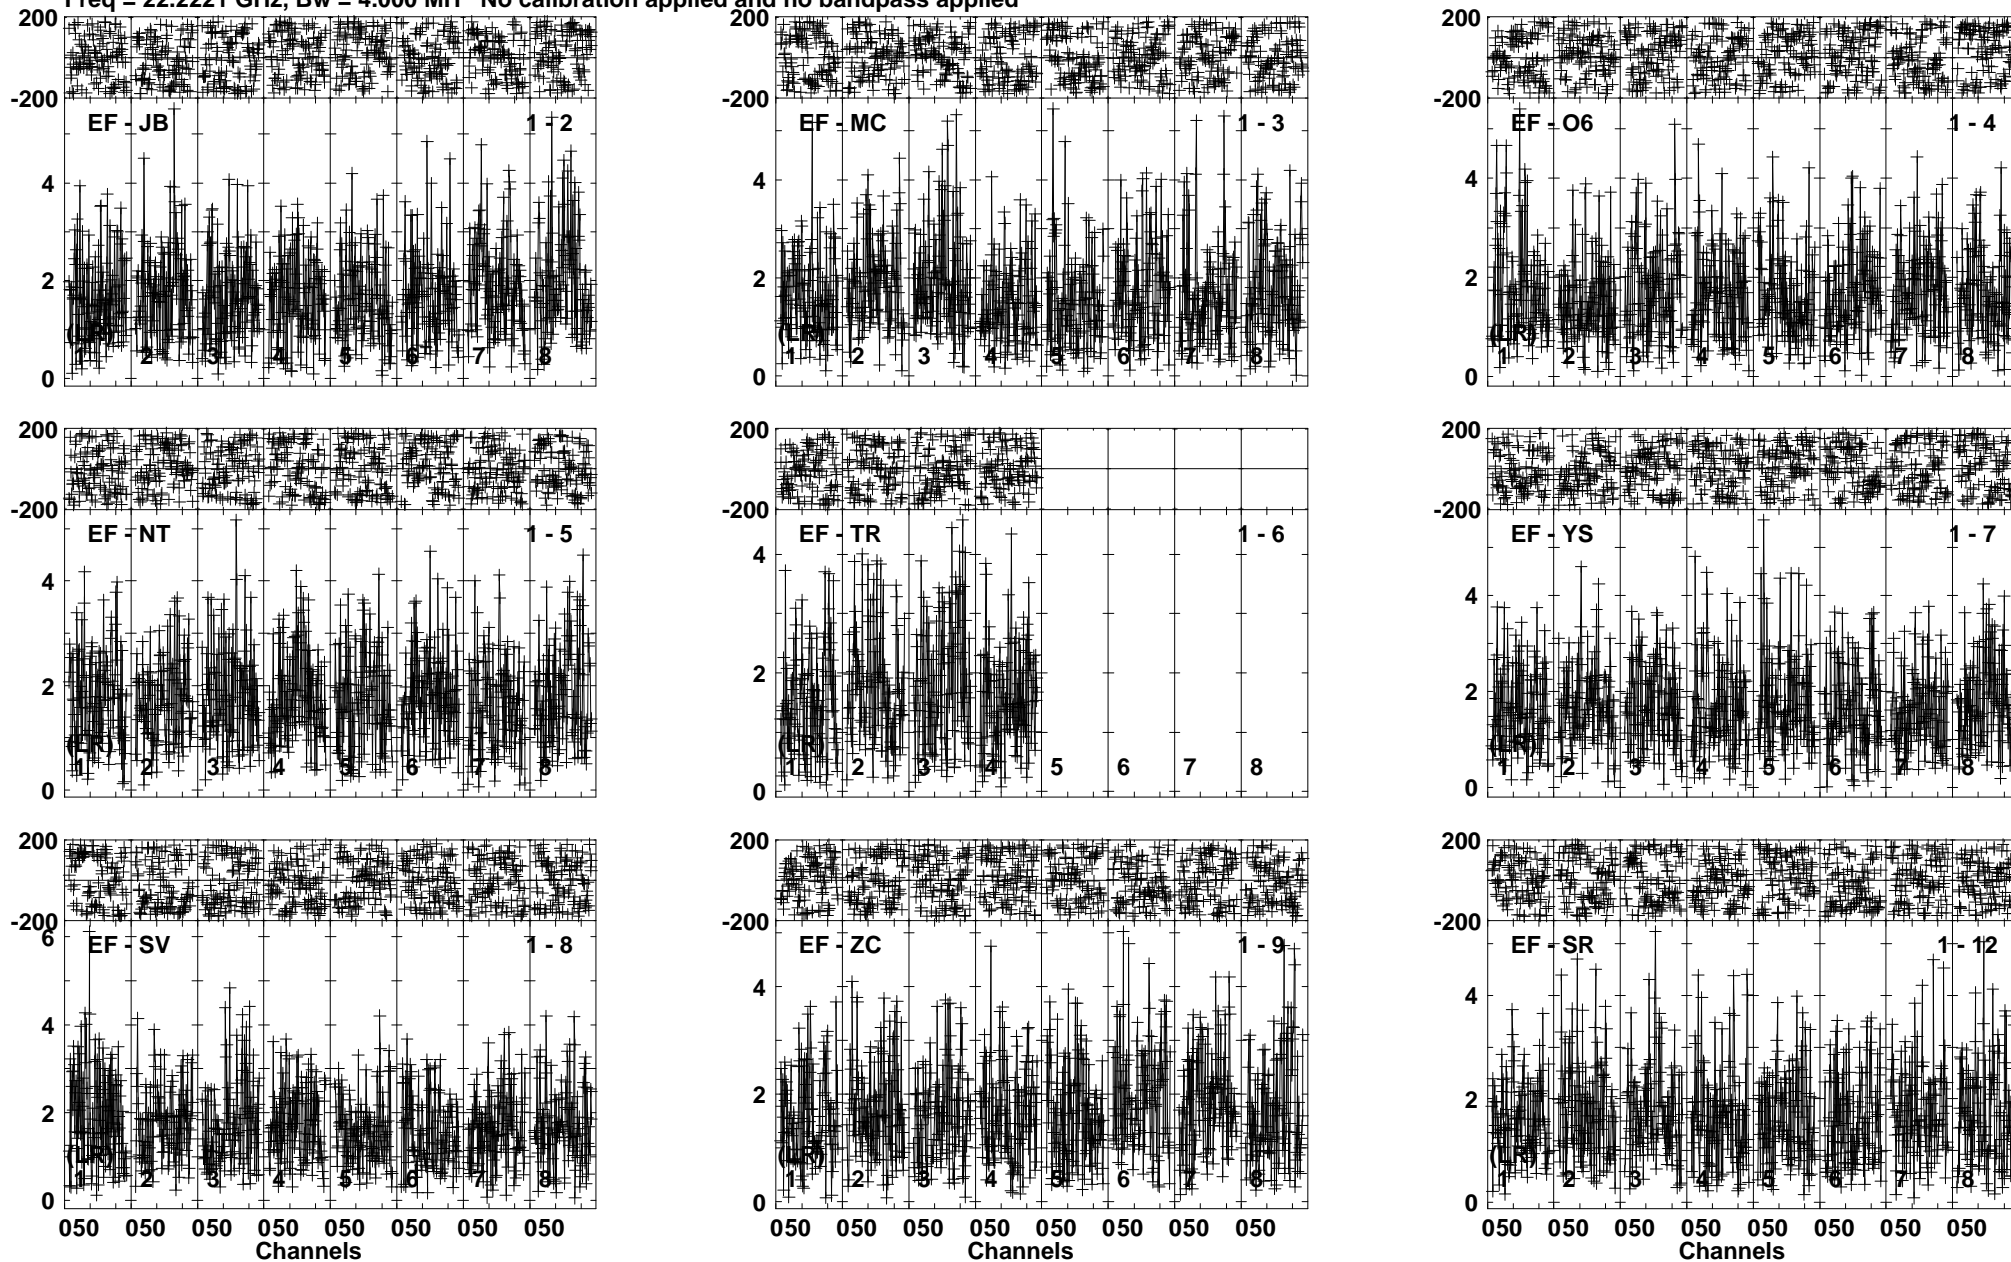 Freq = 22.2221 GHz, Bw = 4.000 MH No calibration applied and no bandpass applied
200 200 200
-200 -200 -200
EF - JB 1 - 2 EF - MC 1 - 3 EF - O6 1 - 4
4 4 4
2 2 2
(LR) (LR) (LR)
1 2 3 4 5 6 7 8 1 2 3 4 5 6 7 8 1 2 3 4 5 6 7 8
0 0 0
200 200 200
-200 -200 -200
EF - NT 1 - 5 EF - TR 1 - 6 EF - YS 1 - 7
4 4 4
2 2 2
(LR) (LR) (LR)
1 2 3 4 5 6 7 8 1 2 3 4 5 6 7 8 1 2 3 4 5 6 7 8
0 0 0
200 200 200
-200 -200 -200
6
EF - SV 1 - 8 EF - ZC 1 - 9 EF - SR 1 - 12
4 4 4
2 2 2
(LR) (LR) (LR)
1 2 3 4 5 6 7 8 1 2 3 4 5 6 7 8 1 2 3 4 5 6 7 8
0 0 0
050 050 050 050 050 050 050 050 050 050 050 050 050 050 050 050 050 050 050 050 050 050 050 050
Channels Channels Channels